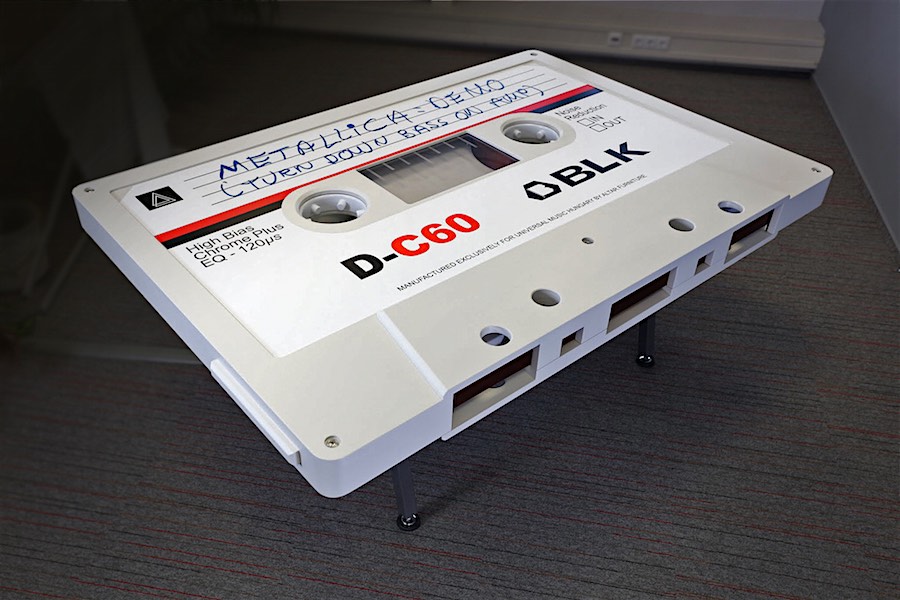 METALLICA - DEMO
(TURN DOWN BASS ON AMP)
A
Noise
Reduction
IN
OUT
High Bias
Chrome Plus
EQ - 120µs
D-C60
BLK
MANUFACTURED EXCLUSIVELY FOR UNIVERSAL MUSIC HUNGARY BY ALTAR FURNITURE